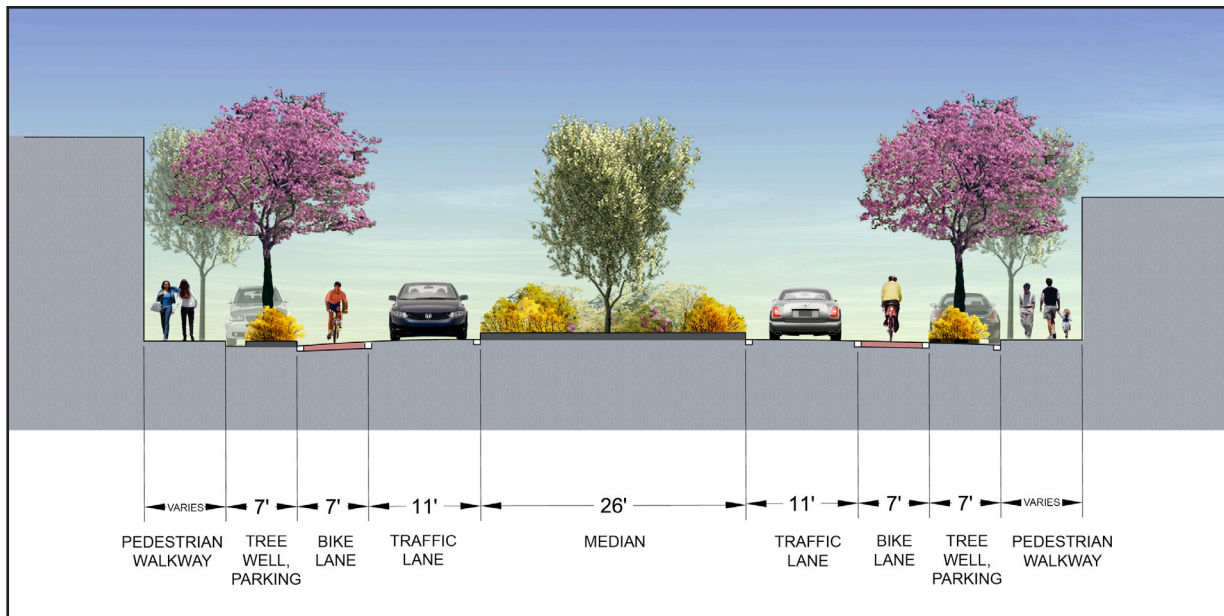 VARIES 7' 7' 11' 26' 11' 7' 7' VARIES
PEDESTRIAN
WALKWAY
TREE
WELL,
PARKING
BIKE
LANE
TRAFFIC
LANE
MEDIAN
TRAFFIC
LANE
BIKE
LANE
TREE
WELL,
PARKING
PEDESTRIAN
WALKWAY